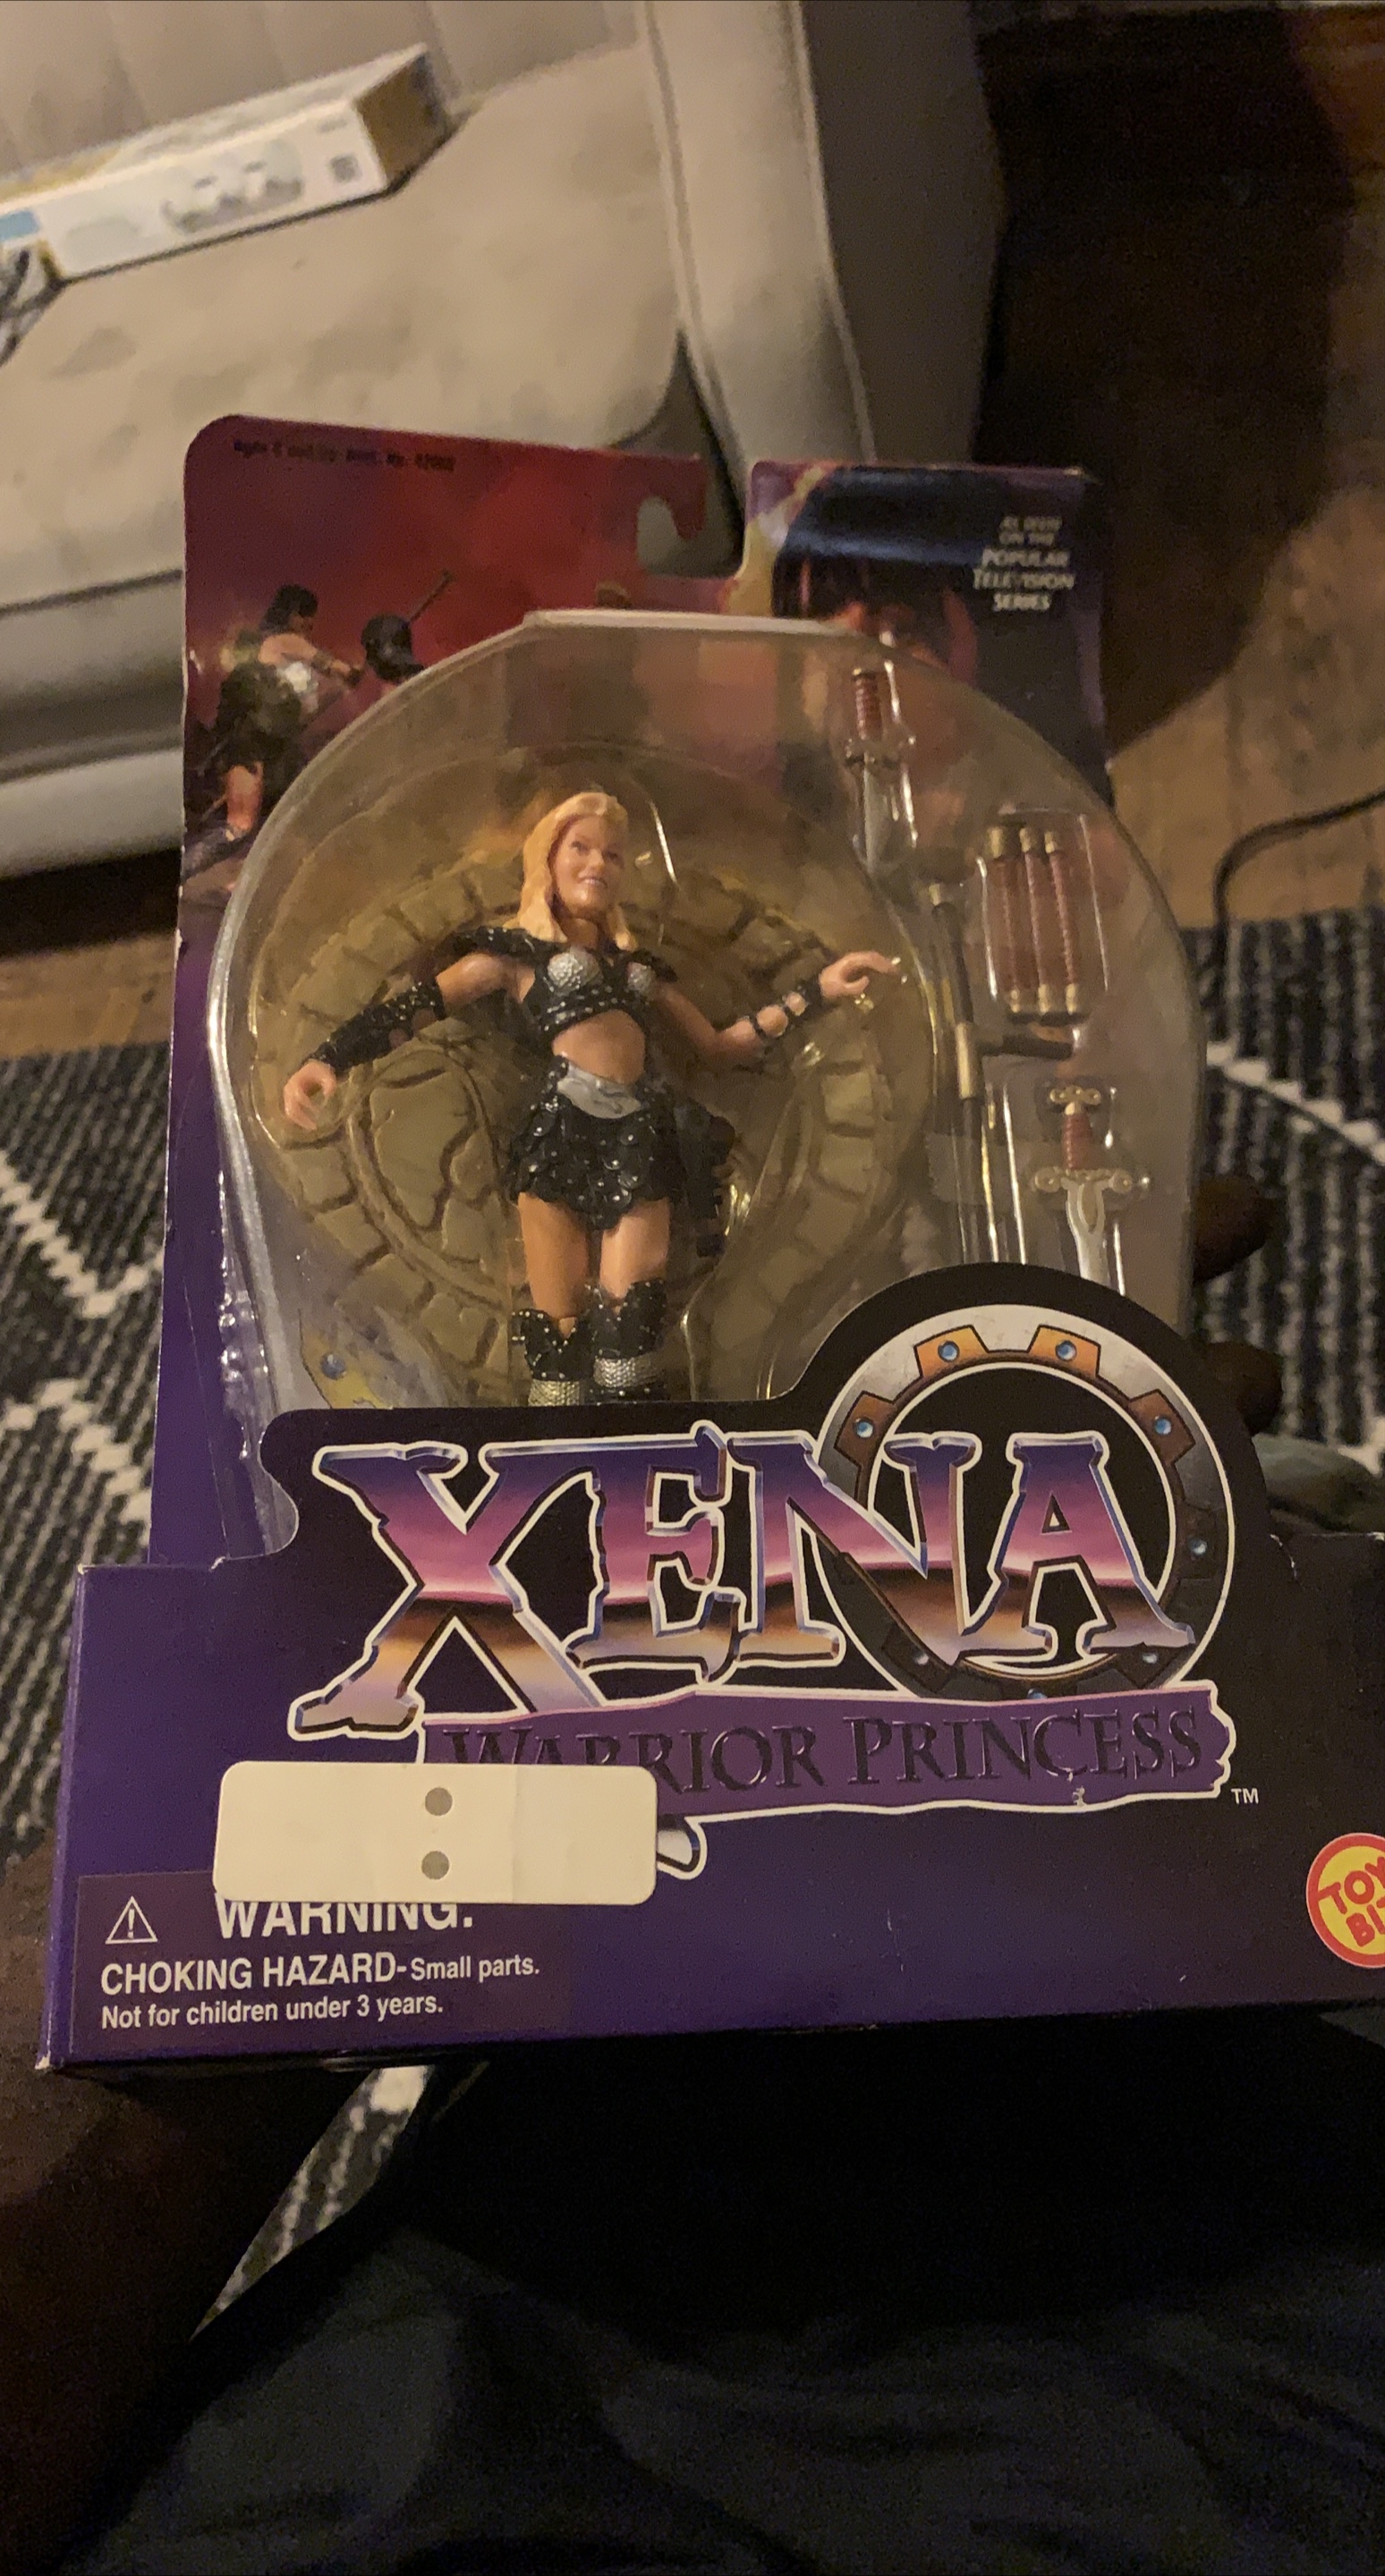 AS SEEN
ON THE
POPULAR
TELEVISION
SERIES
XENA
WARRIOR PRINCESS
TM
TOY
BI
WARNING:
CHOKING HAZARD-Small parts.
Not for children under 3 years.